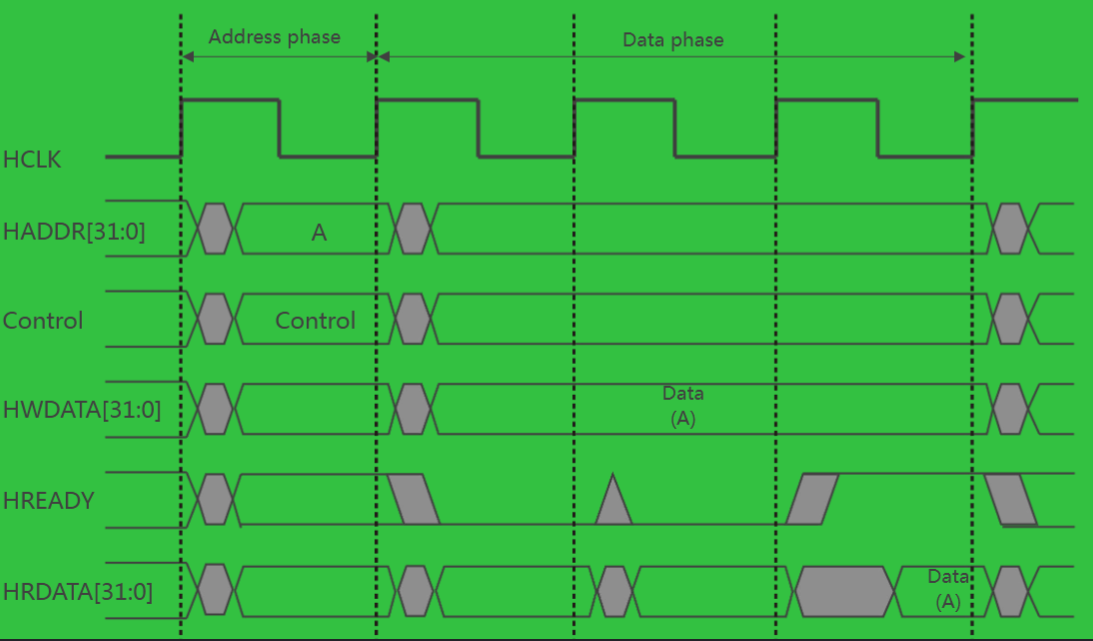 Address phase
Data phase
HCLK
HADDR[31:0]
A
Control
Control
HWDATA[31:0]
Data
(A)
HREADY
HRDATA[31:0]
Data
(A)